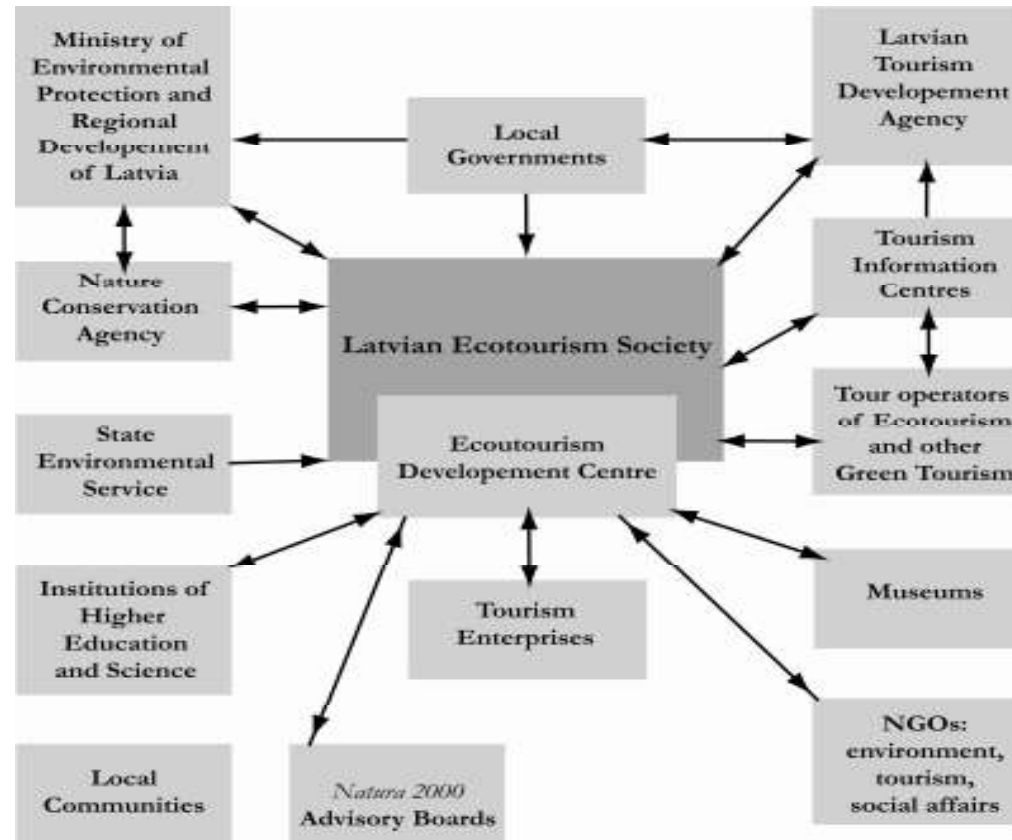 Ministry of
Environmental
Protection and
Regional
Developement
of Latvia
Local
Governments
Latvian
Tourism
Developement
Agency
Nature
Conservation
Agency
Latvian Ecotourism Society
Tourism
Information
Centres
State
Environmental
Service
Ecoutourism
Developement Centre
Tour operators
of Ecotourism
and other
Green Tourism
Institutions of
Higher
Education
and Science
Tourism
Enterprises
Museums
Local
Communities
Natura 2000
Advisory Boards
NGOs:
environment,
tourism,
social affairs